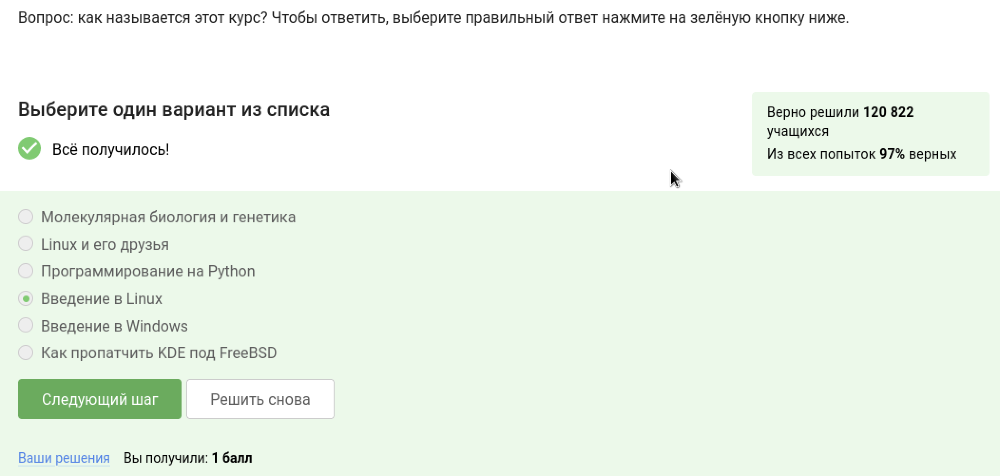 Вопрос: как называется этот курс? Чтобы ответить, выберите правильный ответ нажмите на зелёную кнопку ниже.
Выберите один вариант из списка
Всё получилось!
Верно решили 120 822
учащихся
Из всех попыток 97% верных
Молекулярная биология и генетика
Linux и его друзья
Программирование на Python
Введение в Linux
Введение в Windows
Как пропатчить KDE под FreeBSD
Следующий шаг
Решить снова
Ваши решения
Вы получили: 1 балл